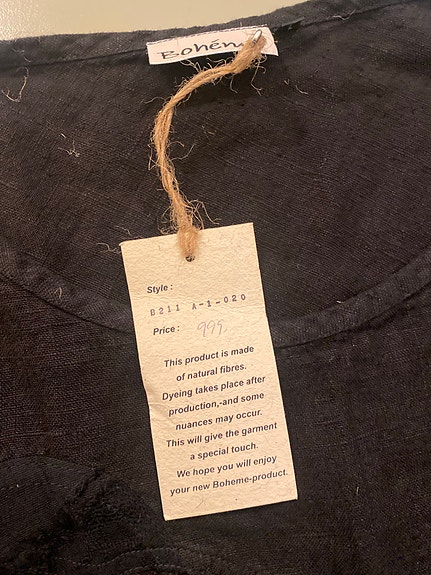 Bohém
Style:
B211 A-1-020
Price: 999,
This product is made
of natural fibres.
Dyeing takes place after
production,-and some
nuances may occur.
This will give the garment
a special touch.
We hope you will enjoy
your new Boheme-product.